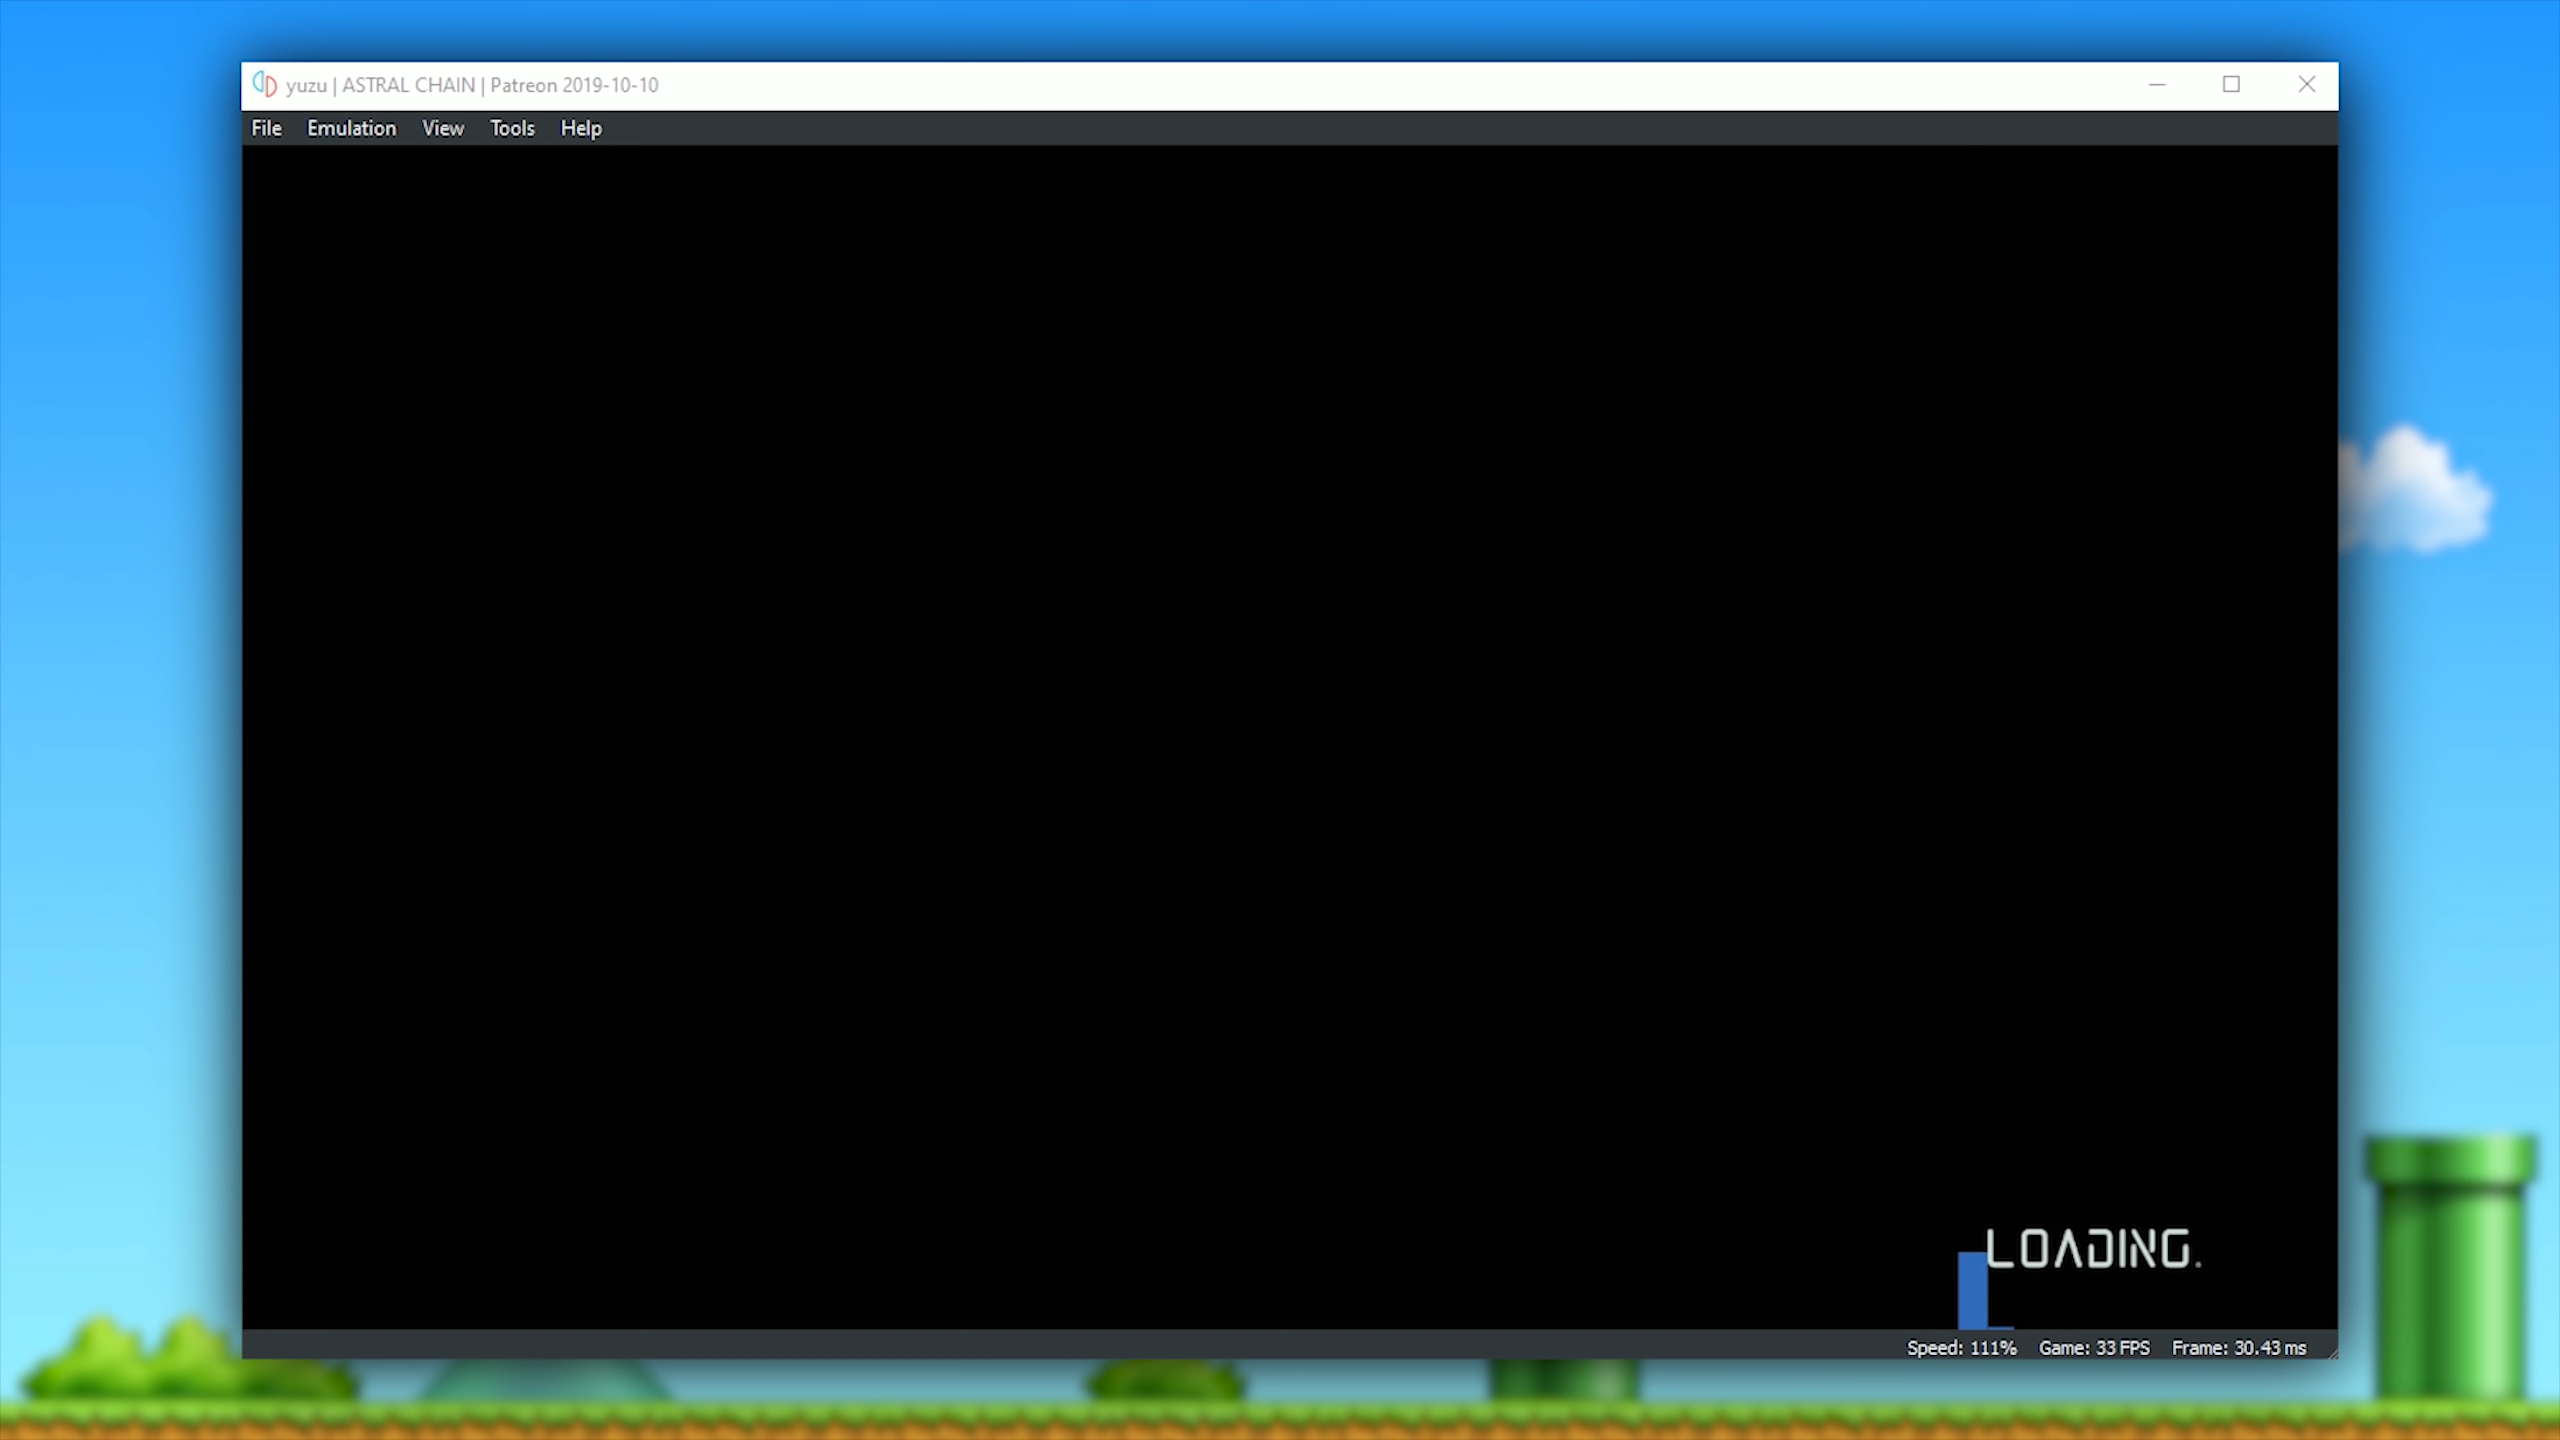 yuzu | ASTRAL CHAIN | Patreon 2019-10-10
File Emulation View Tools Help
LOADING.
Speed: 111% Game: 33 FPS Frame: 30.43 ms